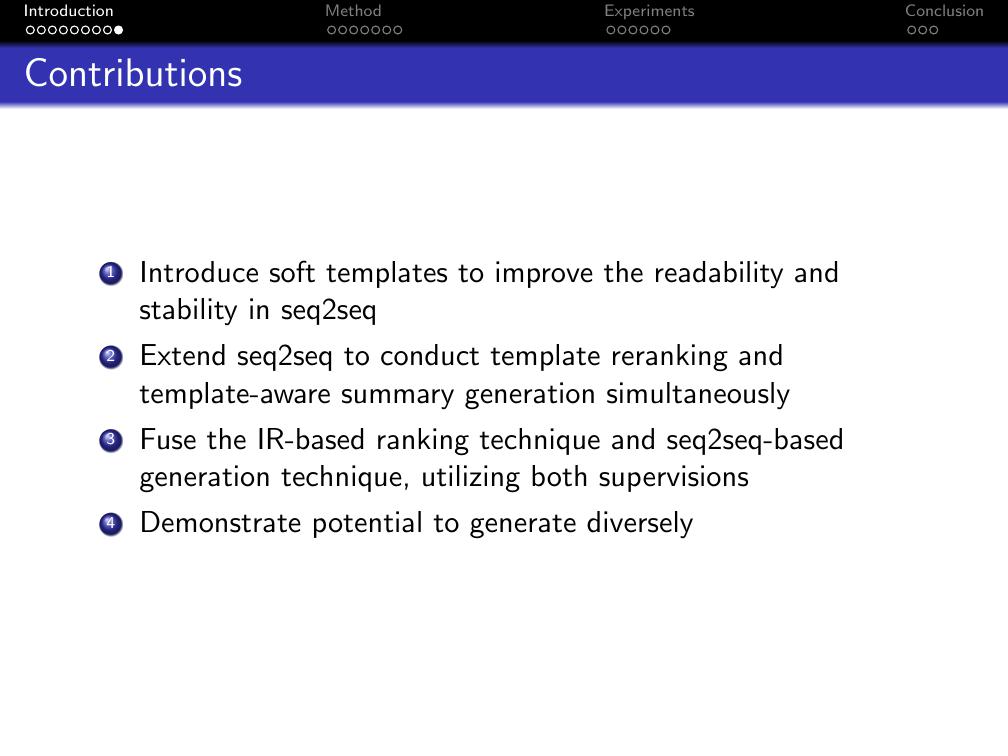 Introduction Method Experiments Conclusion
Contributions
1 Introduce soft templates to improve the readability and
stability in seq2seq
2 Extend seq2seq to conduct template reranking and
template-aware summary generation simultaneously
3 Fuse the IR-based ranking technique and seq2seq-based
generation technique, utilizing both supervisions
4 Demonstrate potential to generate diversely